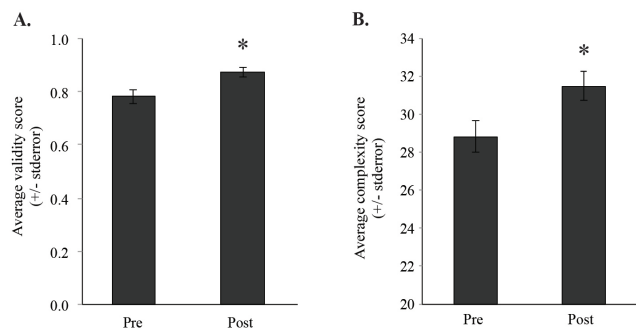 A.
Average validity score
(+/- stderror)
1.0
0.8
0.6
0.4
0.2
0.0
*
Pre Post
B.
Average complexity score
(+/- stderror)
34
32
30
28
26
24
22
20
*
Pre Post